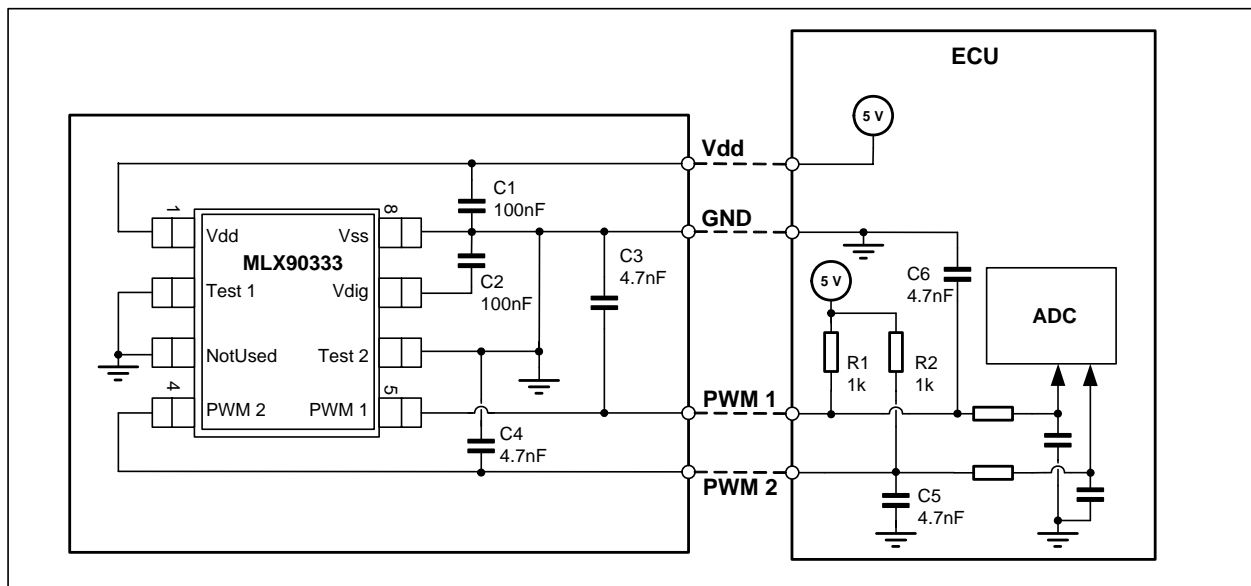 ECU
5 V
Vdd
C1
100nF
1
8
GND
Vdd
Vss
C3
4.7nF
MLX90333
C2
100nF
C6
4.7nF
5 V
Test 1
Vdig
ADC
NotUsed
Test 2
R1
1k
R2
1k
4
5
PWM 2
PWM 1
PWM 1
C4
4.7nF
PWM 2
C5
4.7nF